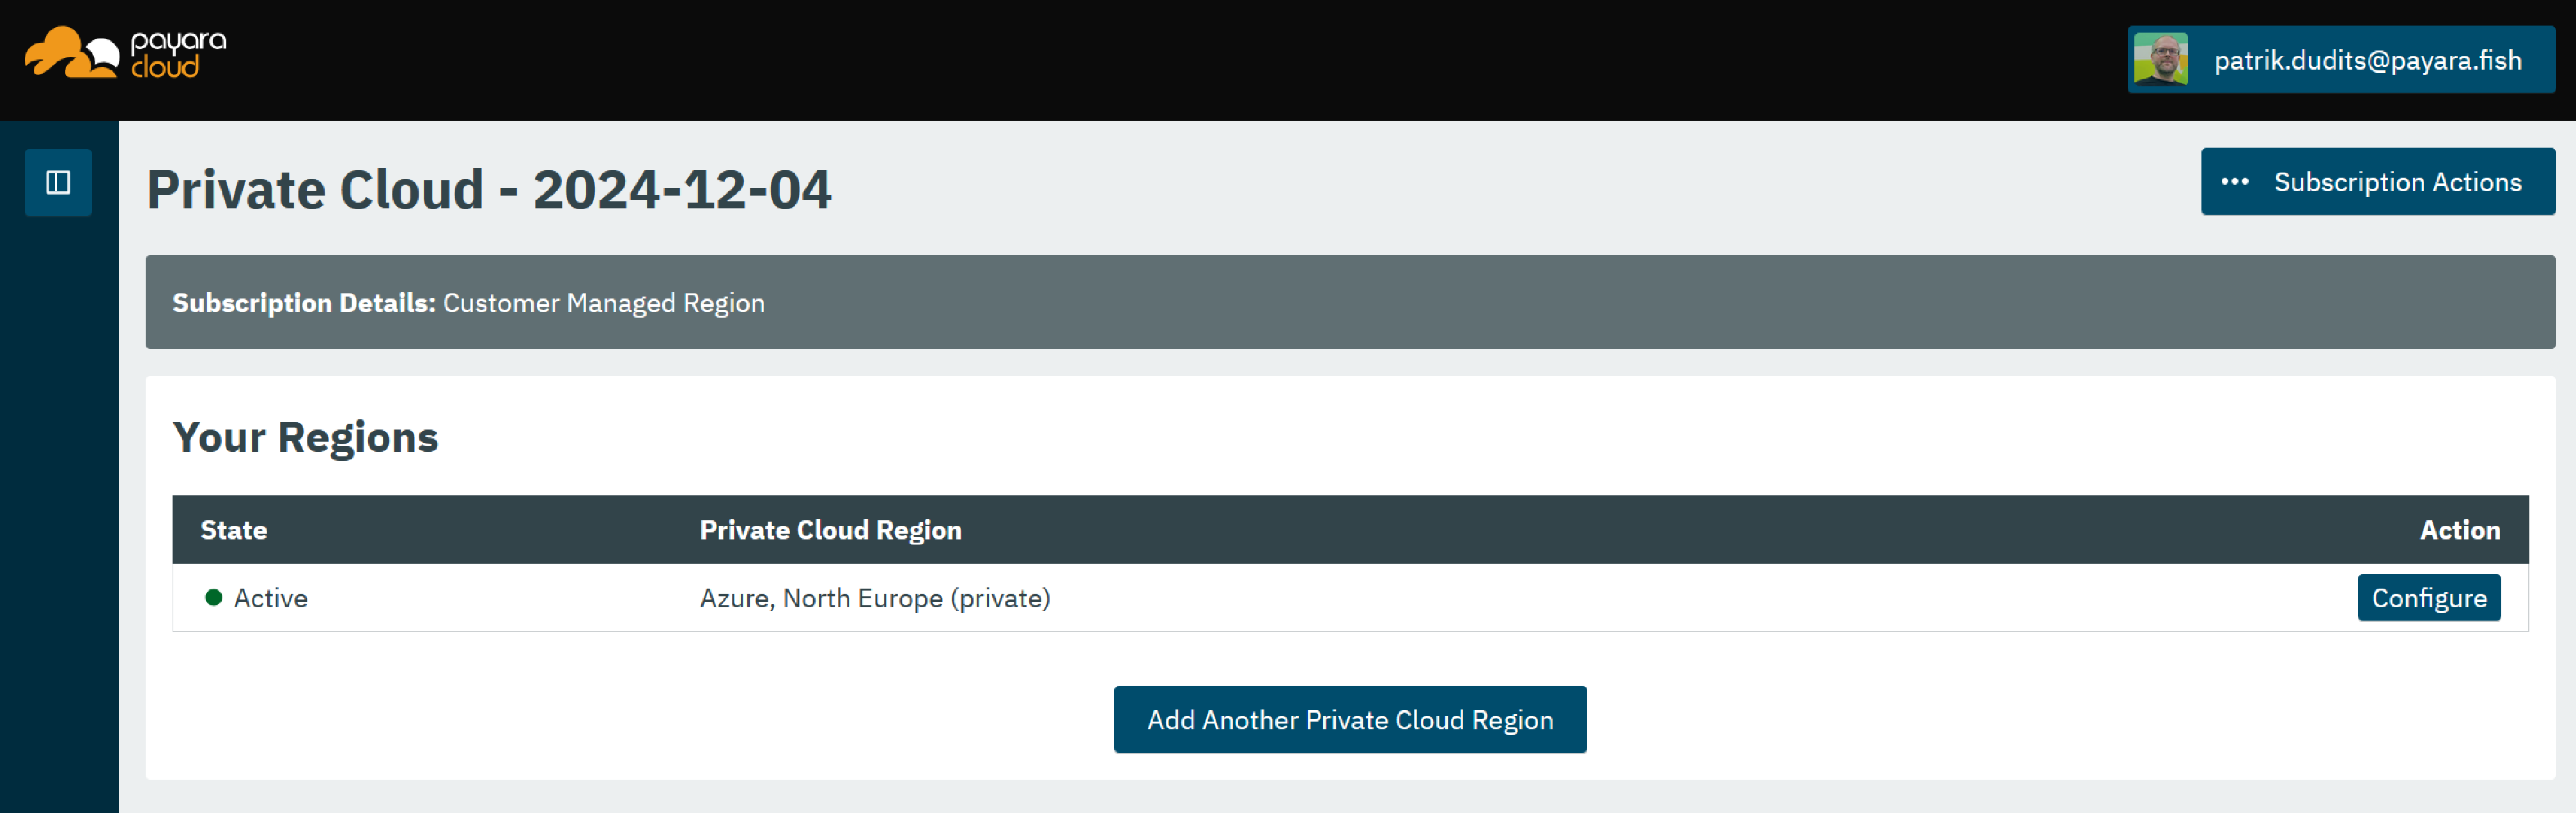 payara
cloud
patrik.dudits@payara.fish
Private Cloud - 2024-12-04
Subscription Actions
Subscription Details: Customer Managed Region
Your Regions
State Private Cloud Region Action
Active Azure, North Europe (private) Configure
Add Another Private Cloud Region